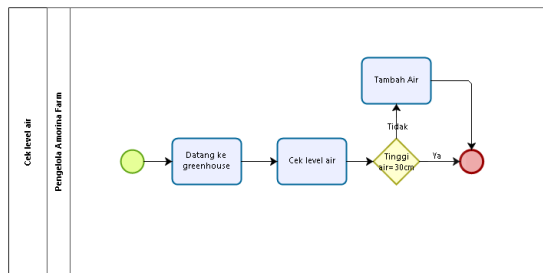 Cek level air
Pengelola Amorina Farm
Datang ke
greenhouse
Cek level air
Tinggi
air=30cm
Tidak
Tambah Air
Ya